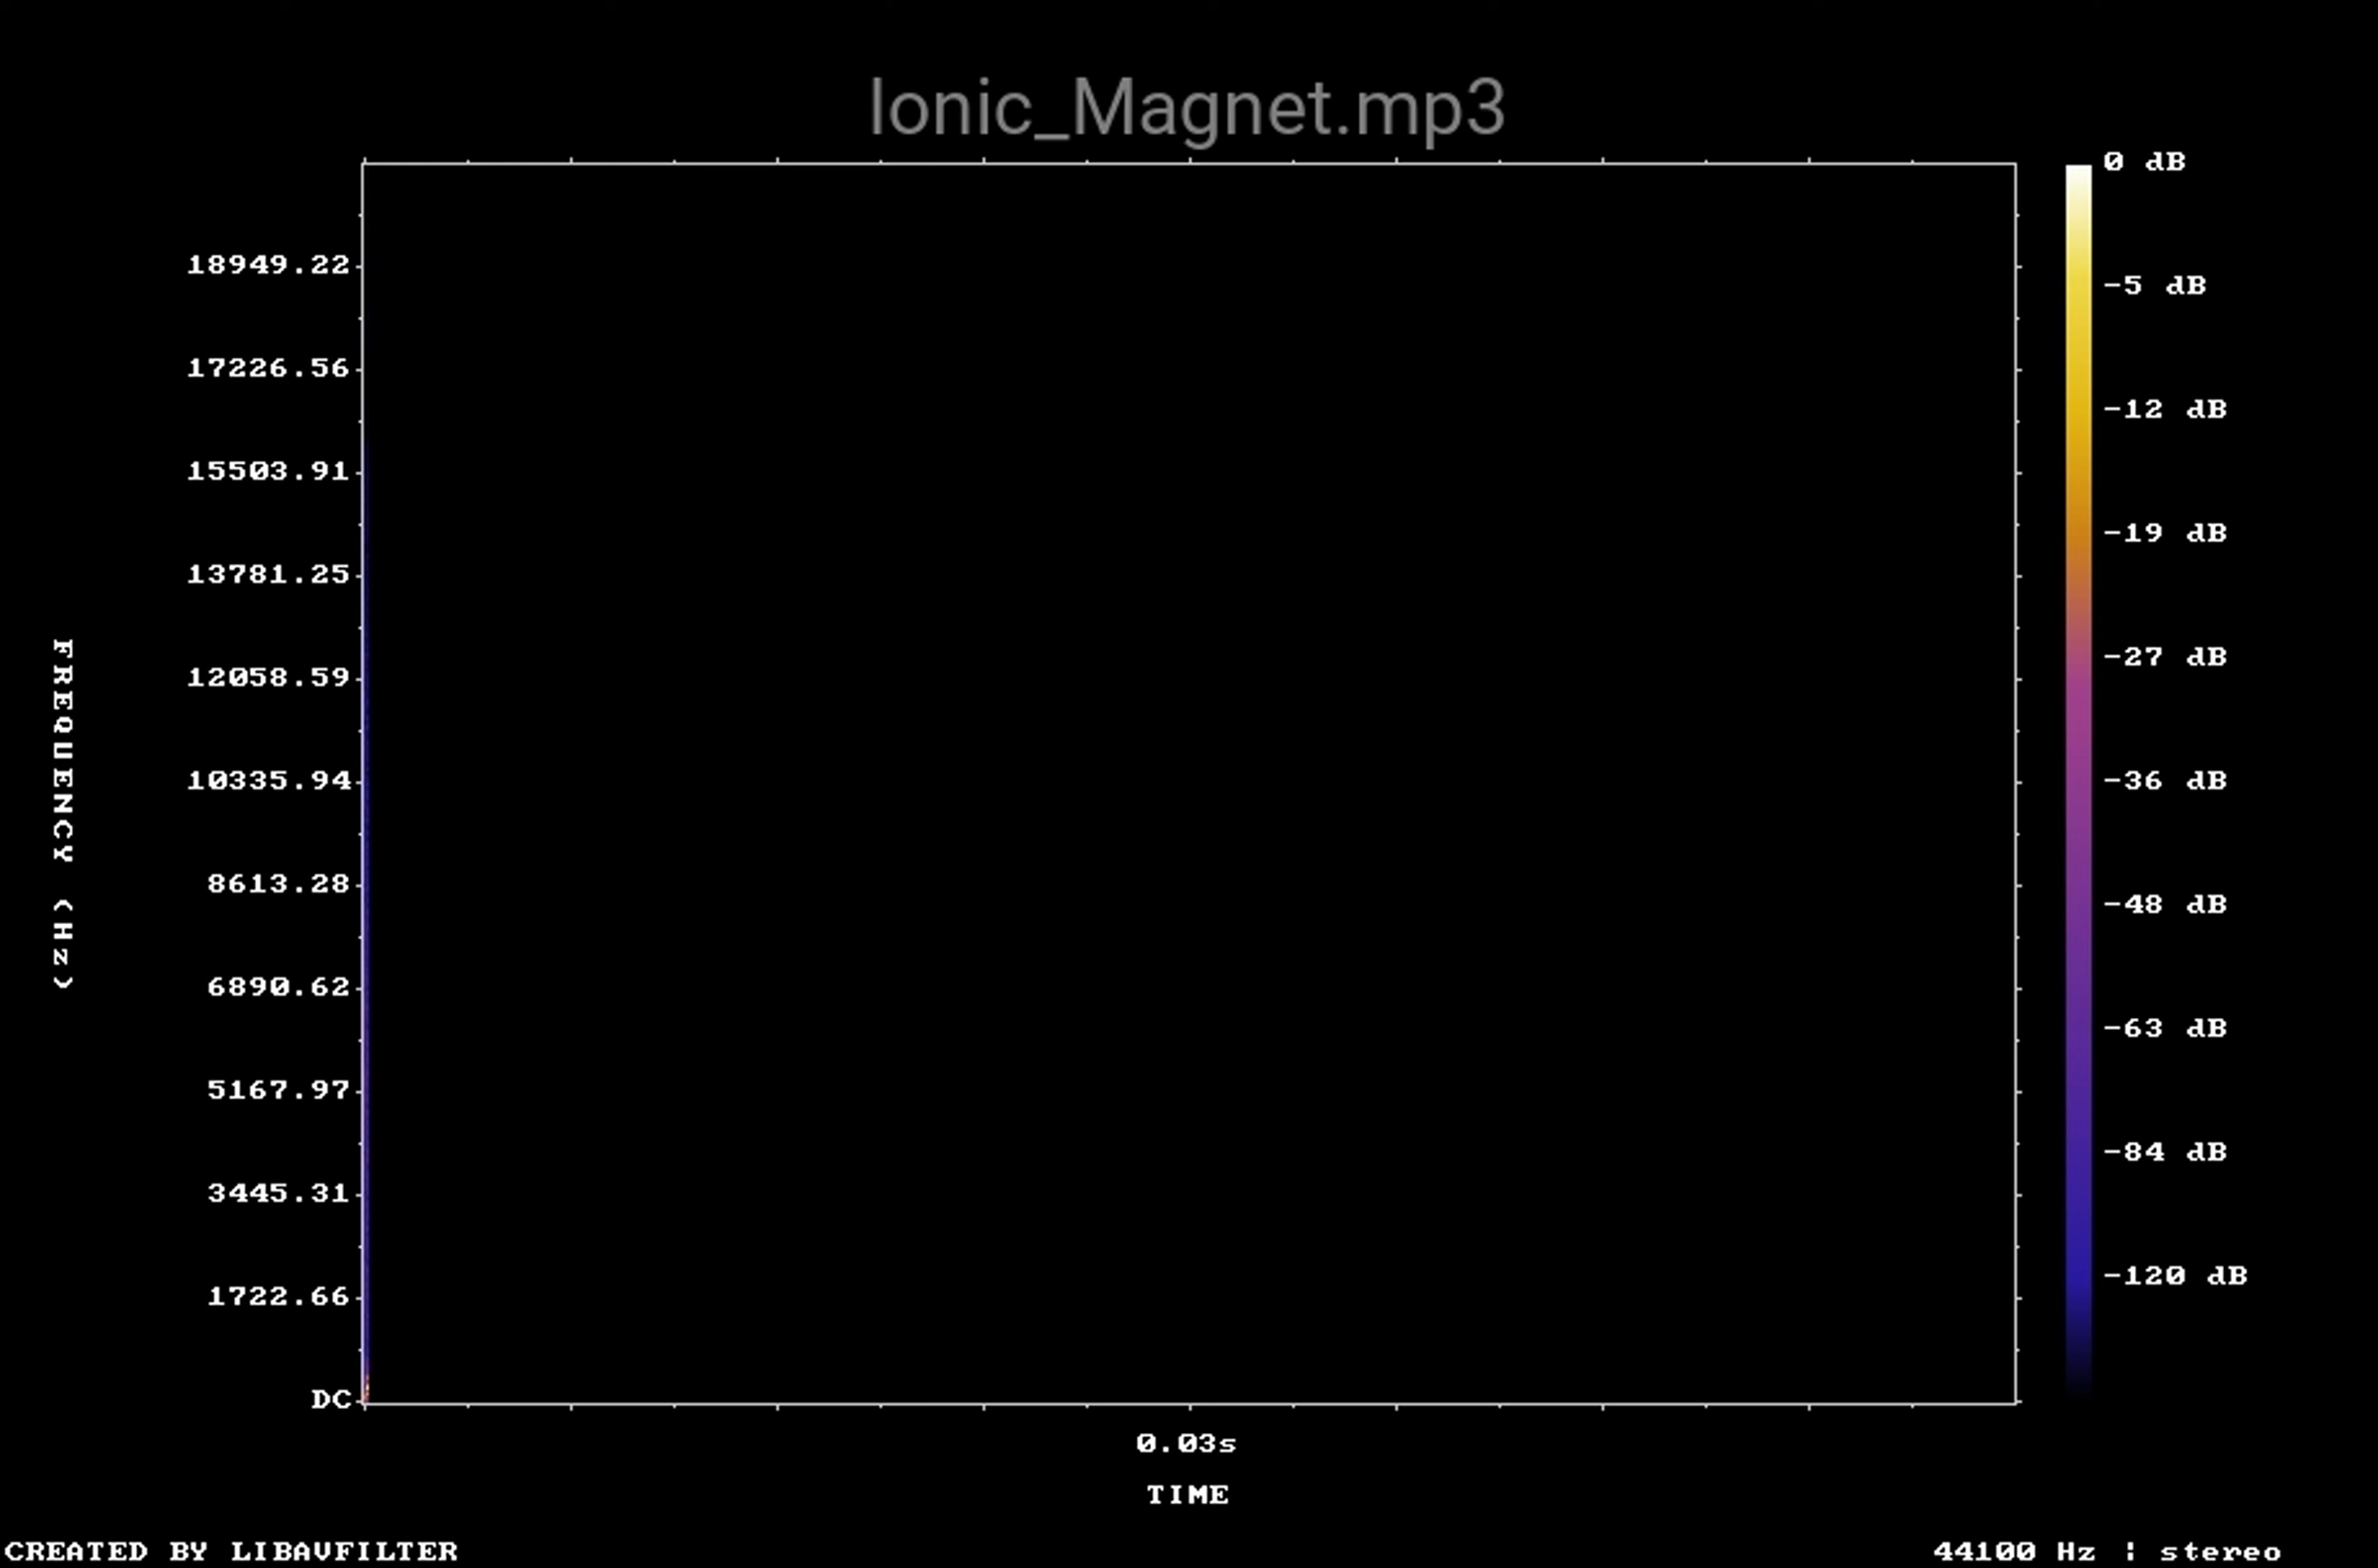 Ionic_Magnet.mp3
0 dB
-5 dB
-12 dB
-19 dB
-27 dB
-36 dB
-48 dB
-63 dB
-84 dB
-120 dB
18949.22
17226.56
15503.91
13781.25
12058.59
10335.94
8613.28
6890.62
5167.97
3445.31
1722.66
DC
FREQUENCY (Hz)
0.03s
TIME
CREATED BY LIBAVFILTER
44100 Hz | stereo